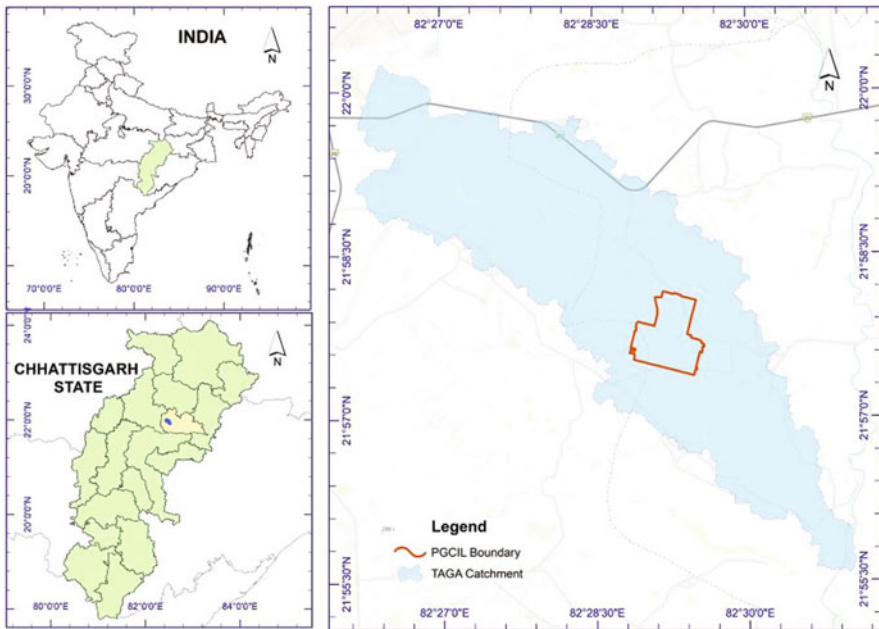 INDIA
N
30°0'0"N
20°0'0"N
70°0'0"E
80°0'0"E
90°0'0"E
CHHATTISGARH
STATE
N
24°0'0"N
22°0'0"N
20°0'0"N
80°0'0"E
82°0'0"E
84°0'0"E
82°27'0"E
82°28'30"E
82°30'0"E
N
22°0'0"N
22°0'0"N
21°58'30"N
21°58'30"N
21°57'0"N
21°57'0"N
21°55'30"N
21°55'30"N
Legend
PGCIL Boundary
TAGA Catchment
82°27'0"E
82°28'30"E
82°30'0"E